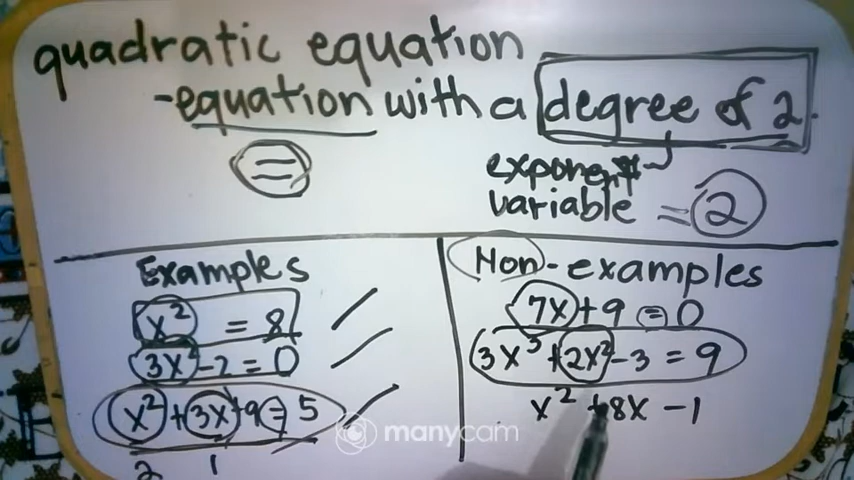 quadratic equation
-equation with a degree of 2.
=
exponent
variable = 2
Examples
x² = 8
3x² - 2 = 0
x² + 3x + 9 = 5
2 1
Non-examples
7x + 9 = 0
3x³ + 2x² - 3 = 9
x² + 8x - 1
manycam